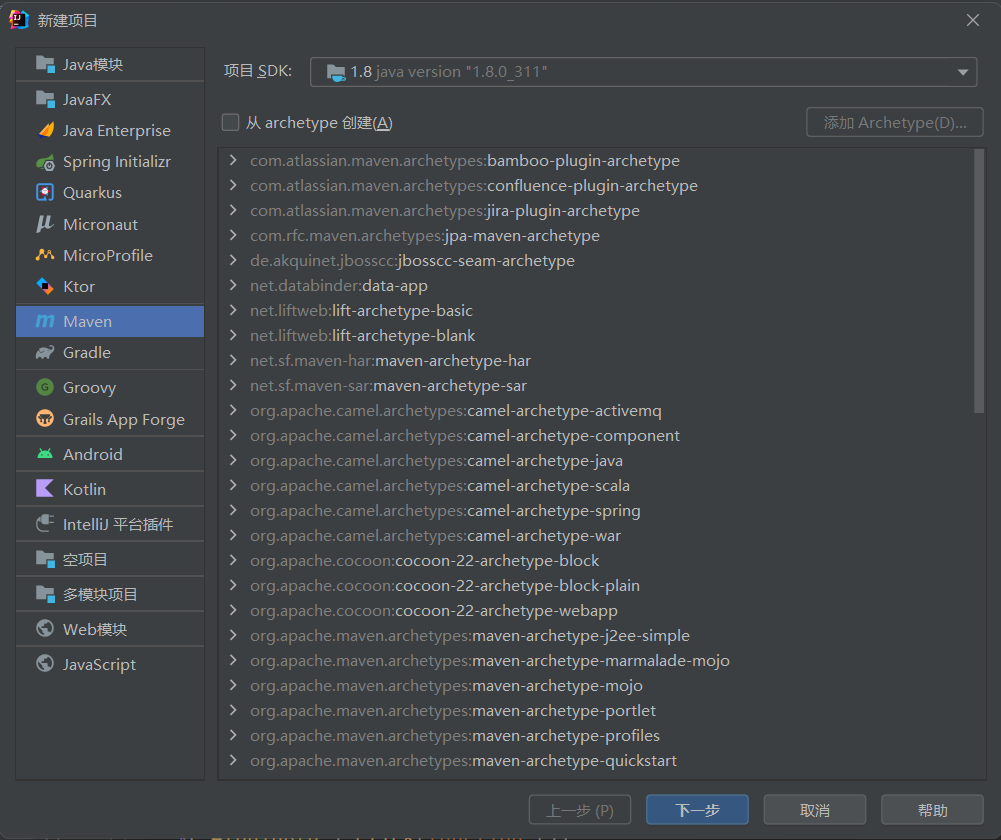 新建项目
Java模块
JavaFX
Java Enterprise
Spring Initializr
Quarkus
Micronaut
MicroProfile
Ktor
Maven
Gradle
Groovy
Grails App Forge
Android
Kotlin
IntelliJ 平台插件
空项目
多模块项目
Web模块
JavaScript
项目 SDK: 1.8 java version "1.8.0_311"
从 archetype 创建(A) 添加 Archetype(D)...
com.atlassian.maven.archetypes:bamboo-plugin-archetype
com.atlassian.maven.archetypes:confluence-plugin-archetype
com.atlassian.maven.archetypes:jira-plugin-archetype
com.rfc.maven.archetypes:jpa-maven-archetype
de.akquinet.jbosscc:jbosscc-seam-archetype
net.databinder:data-app
net.liftweb:lift-archetype-basic
net.liftweb:lift-archetype-blank
net.sf.maven-har:maven-archetype-har
net.sf.maven-sar:maven-archetype-sar
org.apache.camel.archetypes:camel-archetype-activemq
org.apache.camel.archetypes:camel-archetype-component
org.apache.camel.archetypes:camel-archetype-java
org.apache.camel.archetypes:camel-archetype-scala
org.apache.camel.archetypes:camel-archetype-spring
org.apache.camel.archetypes:camel-archetype-war
org.apache.cocoon:cocoon-22-archetype-block
org.apache.cocoon:cocoon-22-archetype-block-plain
org.apache.cocoon:cocoon-22-archetype-webapp
org.apache.maven.archetypes:maven-archetype-j2ee-simple
org.apache.maven.archetypes:maven-archetype-marmalade-mojo
org.apache.maven.archetypes:maven-archetype-mojo
org.apache.maven.archetypes:maven-archetype-portlet
org.apache.maven.archetypes:maven-archetype-profiles
org.apache.maven.archetypes:maven-archetype-quickstart
上一步 (P) 下一步 取消 帮助